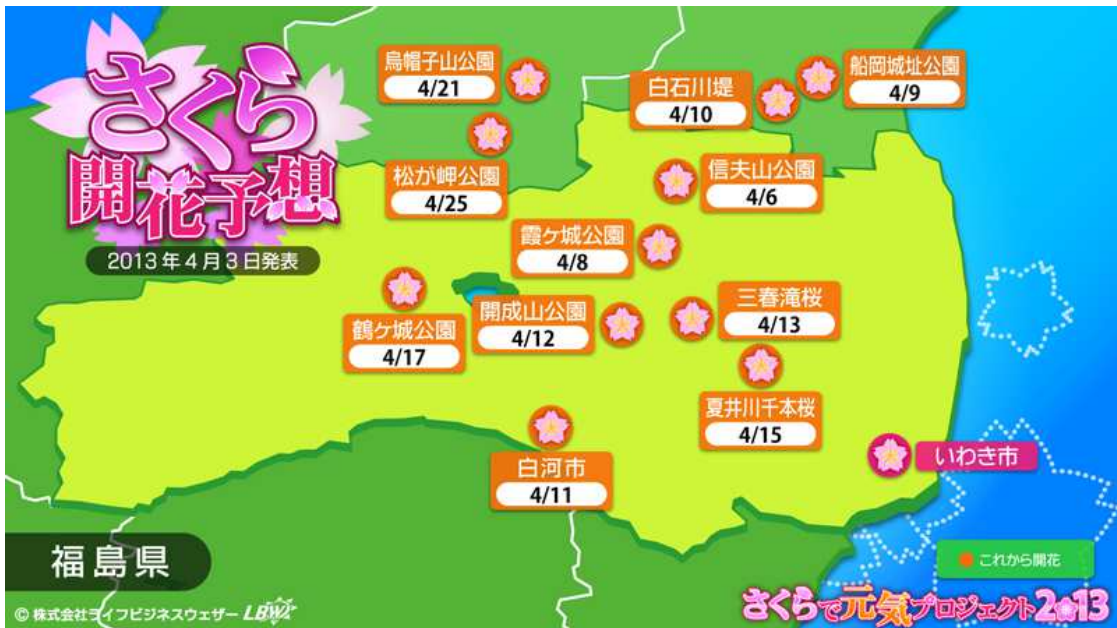 さくら
開花予想
2013年4月3日発表
烏帽子山公園
4/21
松が岬公園
4/25
白石川堤
4/10
船岡城址公園
4/9
信夫山公園
4/6
霞ヶ城公園
4/8
鶴ケ城公園
4/17
開成山公園
4/12
三春滝桜
4/13
夏井川千本桜
4/15
白河市
4/11
いわき市
これから開花
福島県
© 株式会社ライフビジネスウェザー LBW
さくらで元気プロジェクト2013